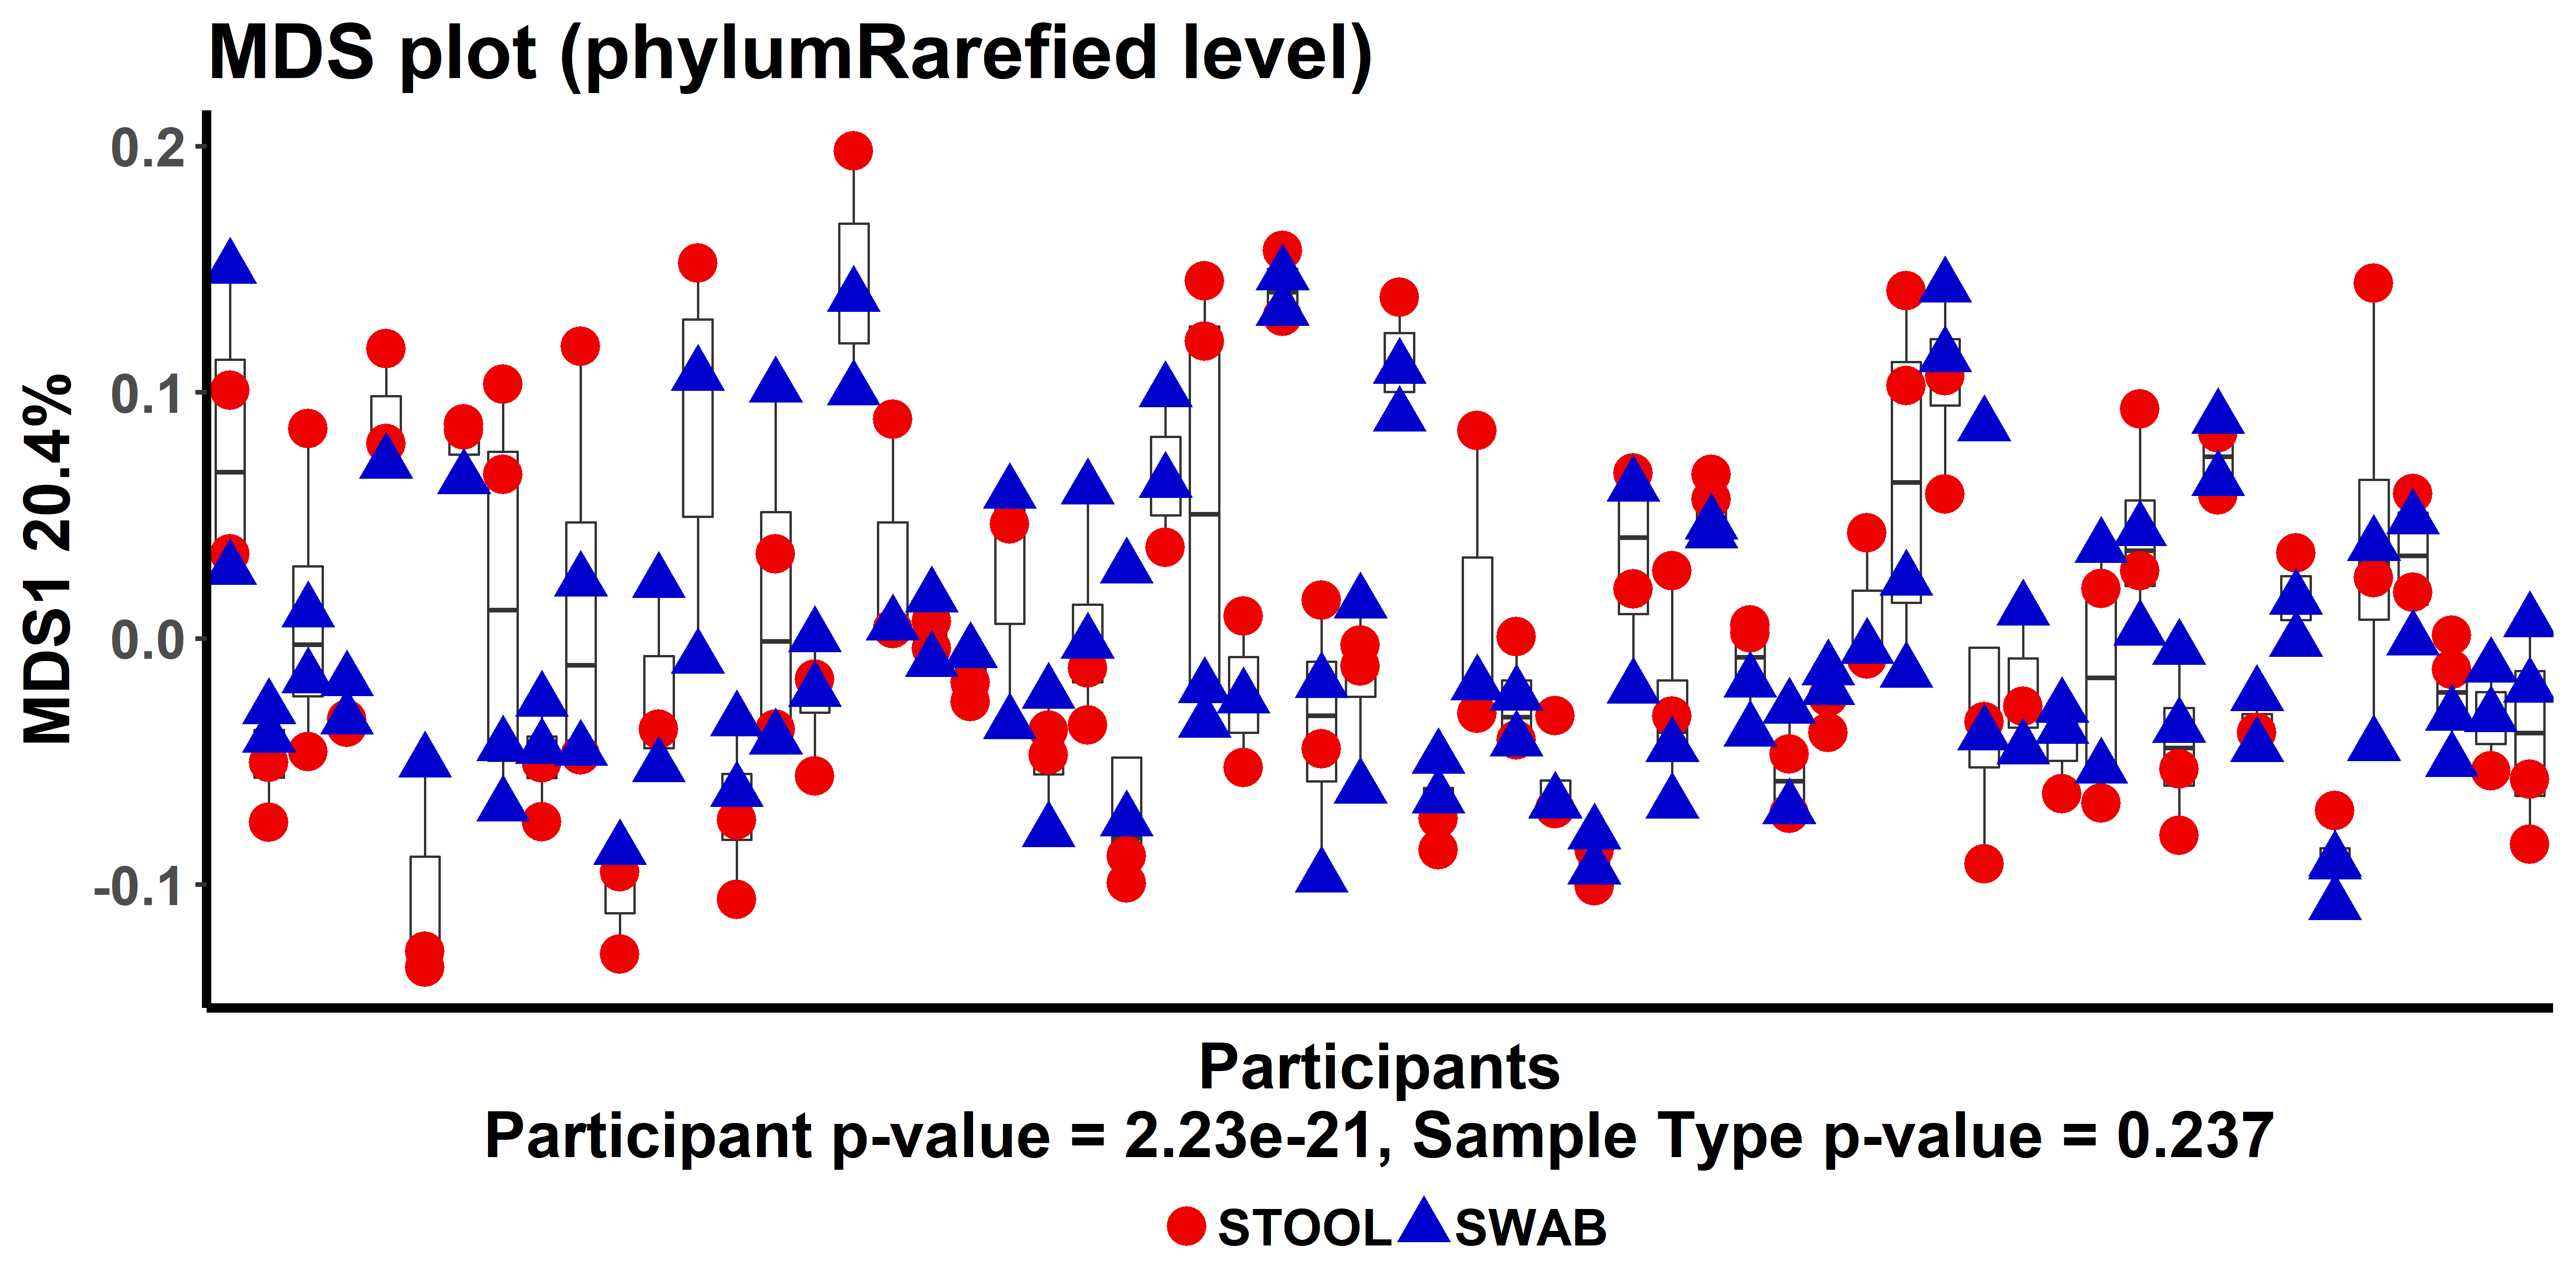 MDS plot (phylumRarefied level)
MDS1 20.4%
0.2
0.1
0.0
-0.1
Participants
Participant p-value = 2.23e-21, Sample Type p-value = 0.237
STOOL SWAB